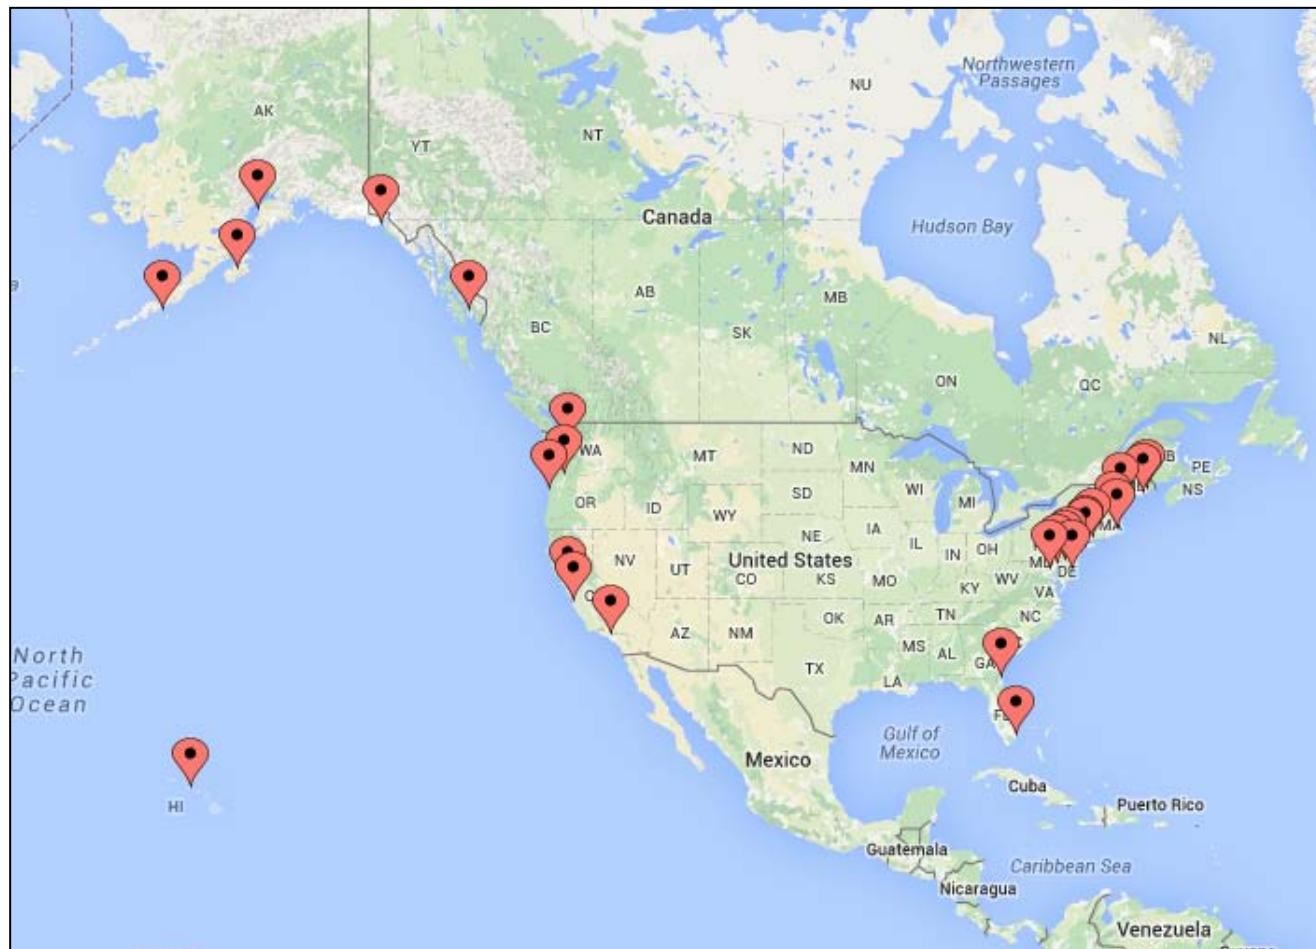 Northwestern
Passages
NU
AK
NT
YT
Canada
Hudson Bay
AB
MB
BC
SK
NL
ON
QC
WA
MT
ND
MN
PE
NS
OR
ID
SD
WI
MI
WY
MA
NE
IA
NV
United States
IL
IN
OH
UT
CO
KS
MO
DE
KY
WV
VA
OK
AR
TN
NC
AZ
NM
MS
AL
GA
TX
LA
North
Pacific
Ocean
Gulf of
Mexico
Mexico
Cuba
Puerto Rico
HI
Guatemala
Caribbean Sea
Nicaragua
Venezuela